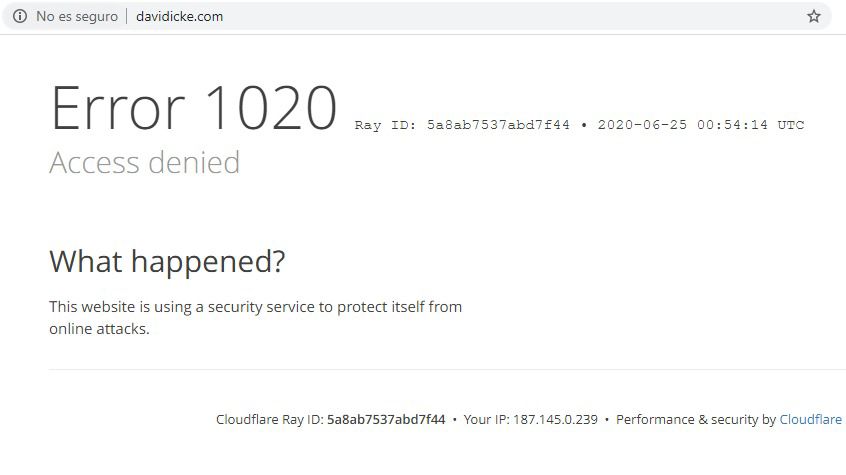 No es seguro | davidicke.com
Error 1020 Ray ID: 5a8ab7537abd7f44 • 2020-06-25 00:54:14 UTC
Access denied
What happened?
This website is using a security service to protect itself from
online attacks.
Cloudflare Ray ID: 5a8ab7537abd7f44 • Your IP: 187.145.0.239 • Performance & security by Cloudflare